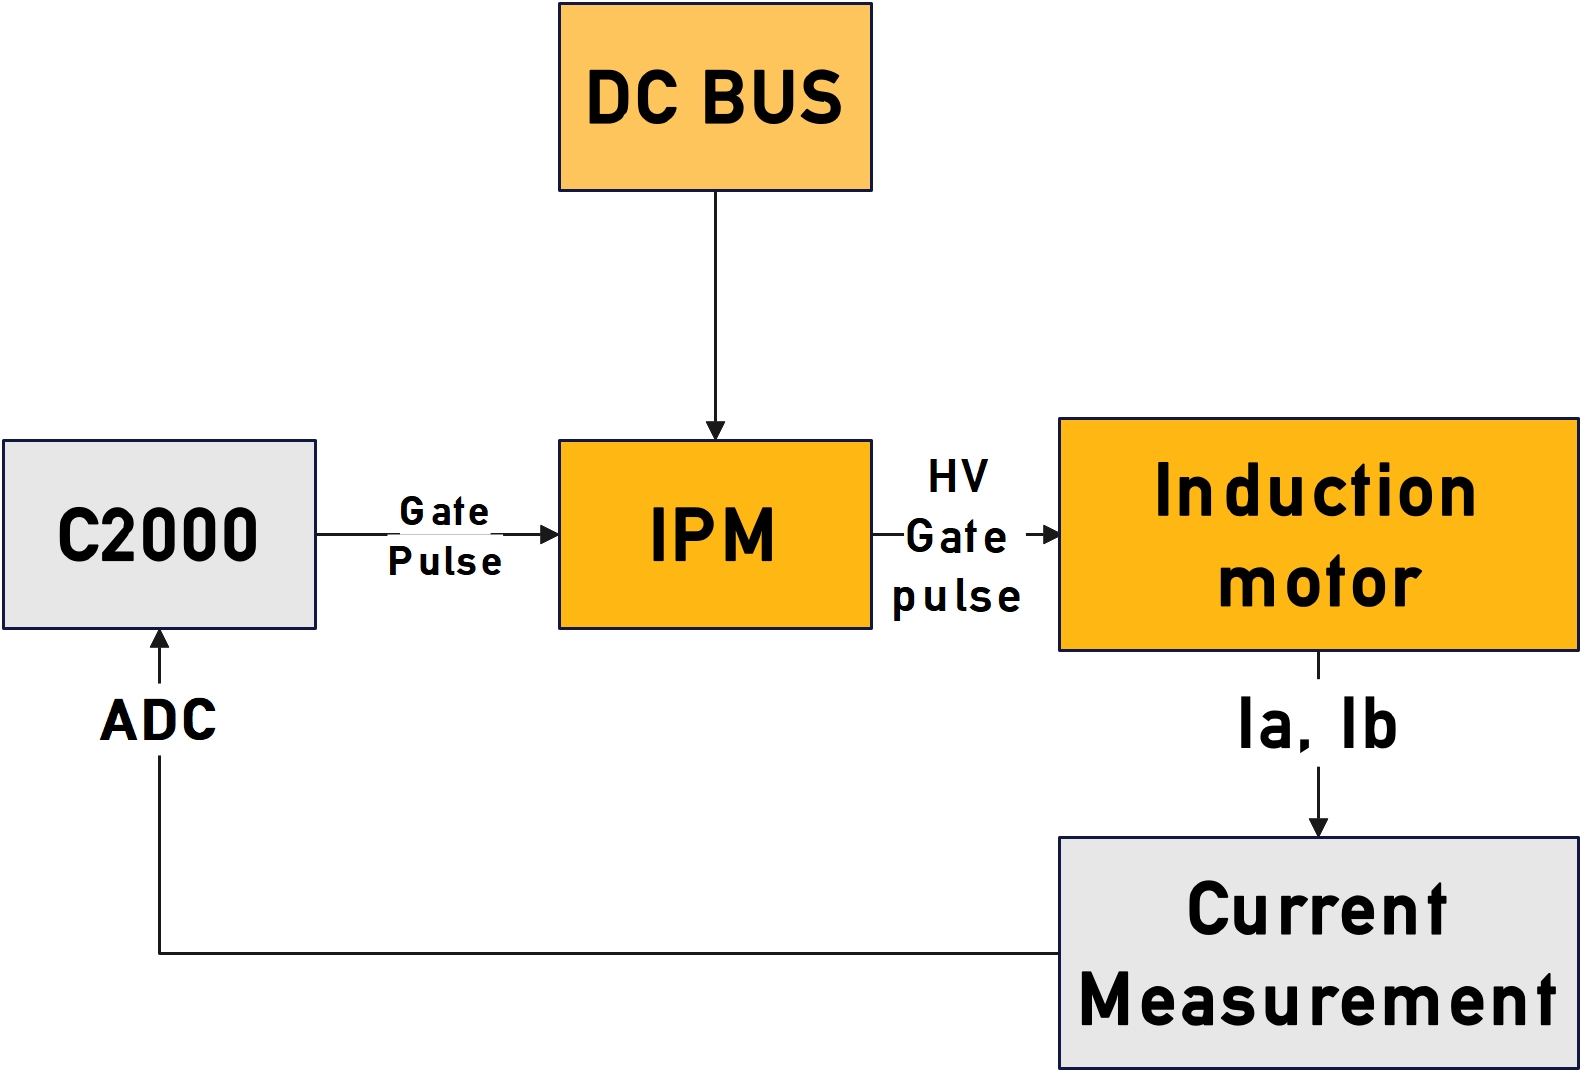 DC BUS
C2000
Gate
Pulse
IPM
HV
Gate
pulse
Induction
motor
ADC
Ia, Ib
Current
Measurement